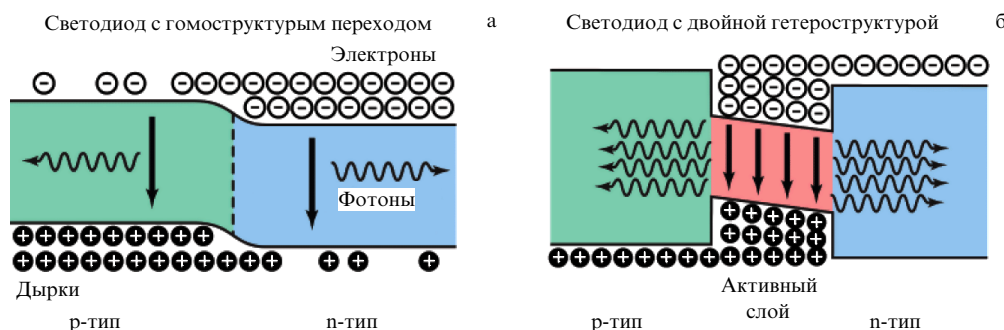 Светодиод с гомоструктурым переходом
а
Электроны
Фотоны
Дырки
p-тип
n-тип
Светодиод с двойной гетероструктурой
б
Активный
слой
p-тип
n-тип